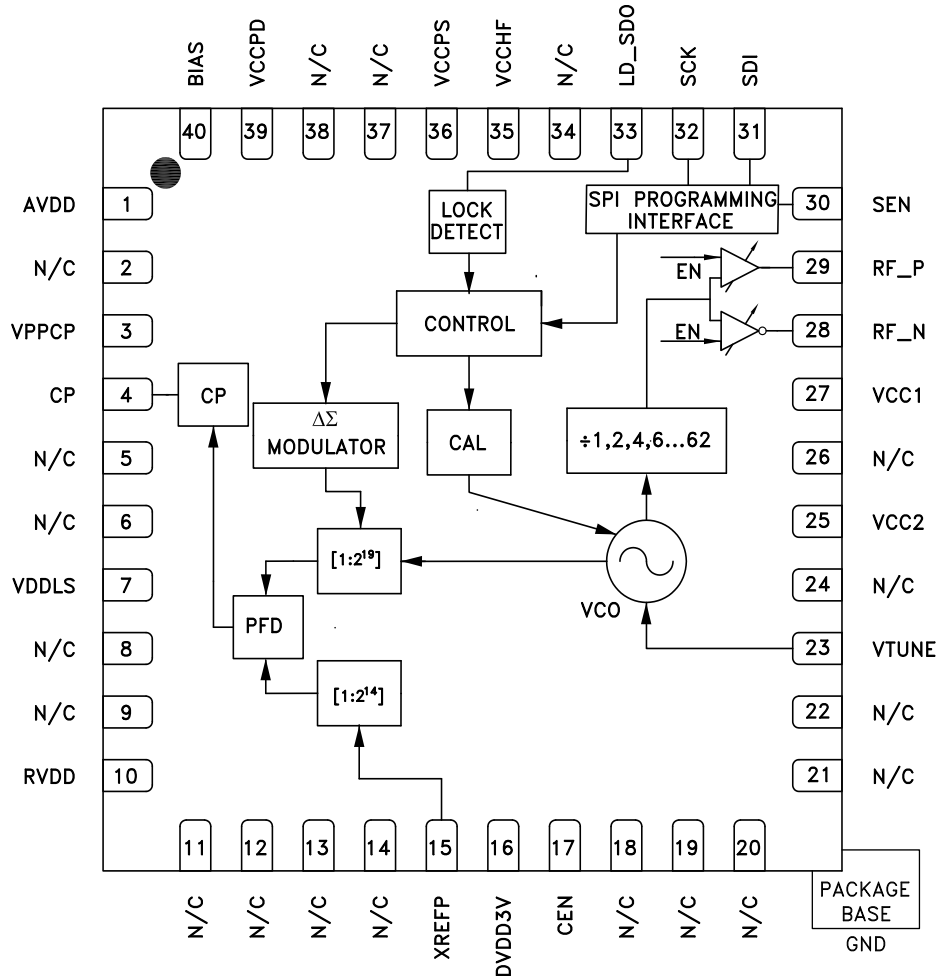 BIAS
VCCPD
N/C
N/C
VCCPS
VCCHF
N/C
LD_SDO
SCK
SDI
40
39
38
37
36
35
34
33
32
31
AVDD
1
N/C
2
VPPCP
3
CP
4
N/C
5
N/C
6
VDDLS
7
N/C
8
N/C
9
RVDD
10
LOCK
DETECT
SPI PROGRAMMING
INTERFACE
CONTROL
EN
EN
CP
ΔΣ
MODULATOR
CAL
÷1,2,4,6...62
[1:2¹⁹]
VCO
PFD
[1:2¹⁴]
30
SEN
29
RF_P
28
RF_N
27
VCC1
26
N/C
25
VCC2
24
N/C
23
VTUNE
22
N/C
21
N/C
11
12
13
14
15
16
17
18
19
20
N/C
N/C
N/C
N/C
XREFP
DVDD3V
CEN
N/C
N/C
N/C
PACKAGE
BASE
GND